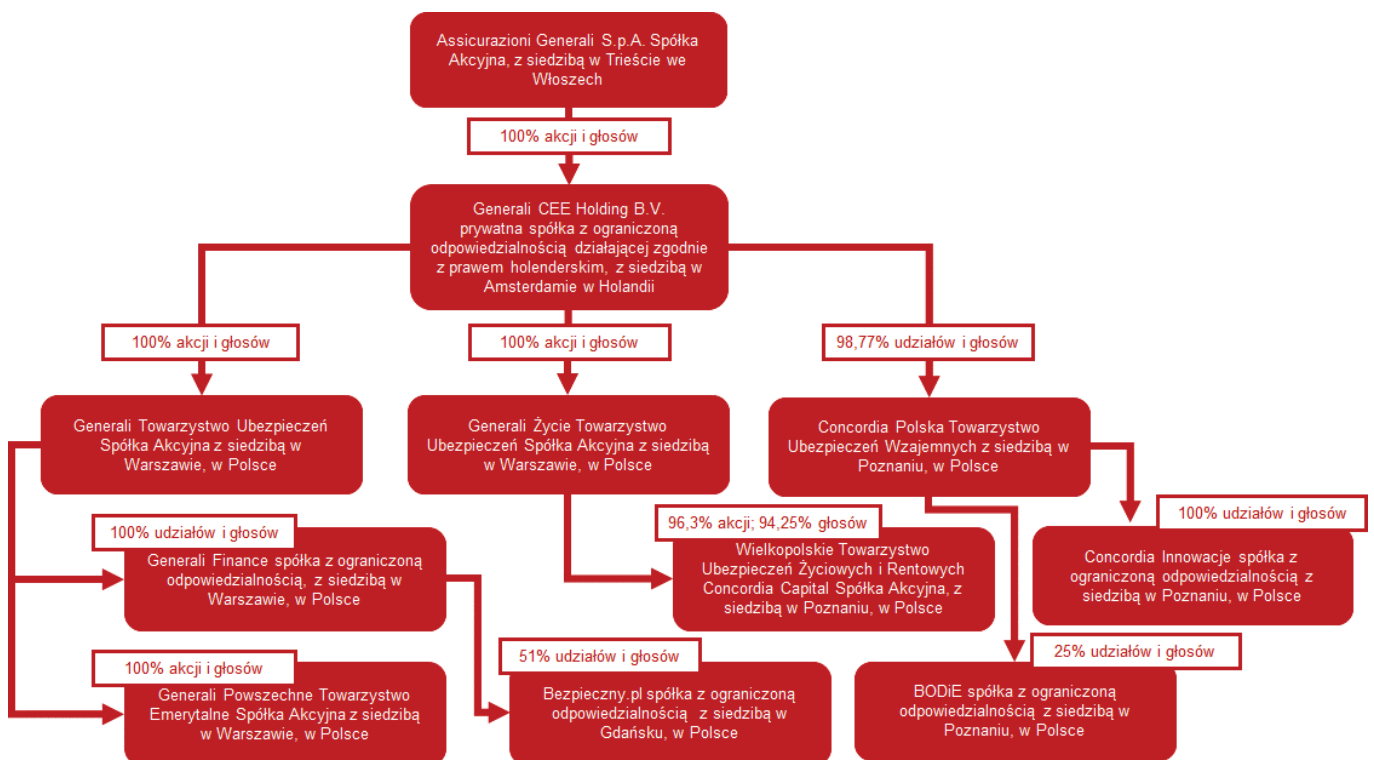 Assicurazioni Generali S.p.A. Spółka
Akcyjna, z siedzibą w Trieście we
Włoszech
100% akcji i głosów
Generali CEE Holding B.V.
prywatna spółka z ograniczoną
odpowiedzialnością działającej zgodnie
z prawem holenderskim, z siedzibą w
Amsterdamie w Holandii
100% akcji i głosów
100% akcji i głosów
98,77% udziałów i głosów
Generali Towarzystwo Ubezpieczeń
Spółka Akcyjna z siedzibą w
Warszawie, w Polsce
Generali Życie Towarzystwo
Ubezpieczeń Spółka Akcyjna z siedzibą
w Warszawie, w Polsce
Concordia Polska Towarzystwo
Ubezpieczeń Wzajemnych z siedzibą w
Poznaniu, w Polsce
100% udziałów i głosów
Generali Finance spółka z ograniczoną
odpowiedzialnością, z siedzibą w
Warszawie, w Polsce
96,3% akcji; 94,25% głosów
Wielkopolskie Towarzystwo
Ubezpieczeń Życiowych i Rentowych
Concordia Capital Spółka Akcyjna, z
siedzibą w Poznaniu, w Polsce
100% udziałów i głosów
Concordia Innowacje spółka z
ograniczoną odpowiedzialnością z
siedzibą w Poznaniu, w Polsce
100% akcji i głosów
Generali Powszechne Towarzystwo
Emerytalne Spółka Akcyjna z siedzibą
w Warszawie, w Polsce
51% udziałów i głosów
Bezpieczny.pl spółka z ograniczoną
odpowiedzialnością z siedzibą w
Gdańsku, w Polsce
25% udziałów i głosów
BODiE spółka z ograniczoną
odpowiedzialnością z siedzibą w
Poznaniu, w Polsce